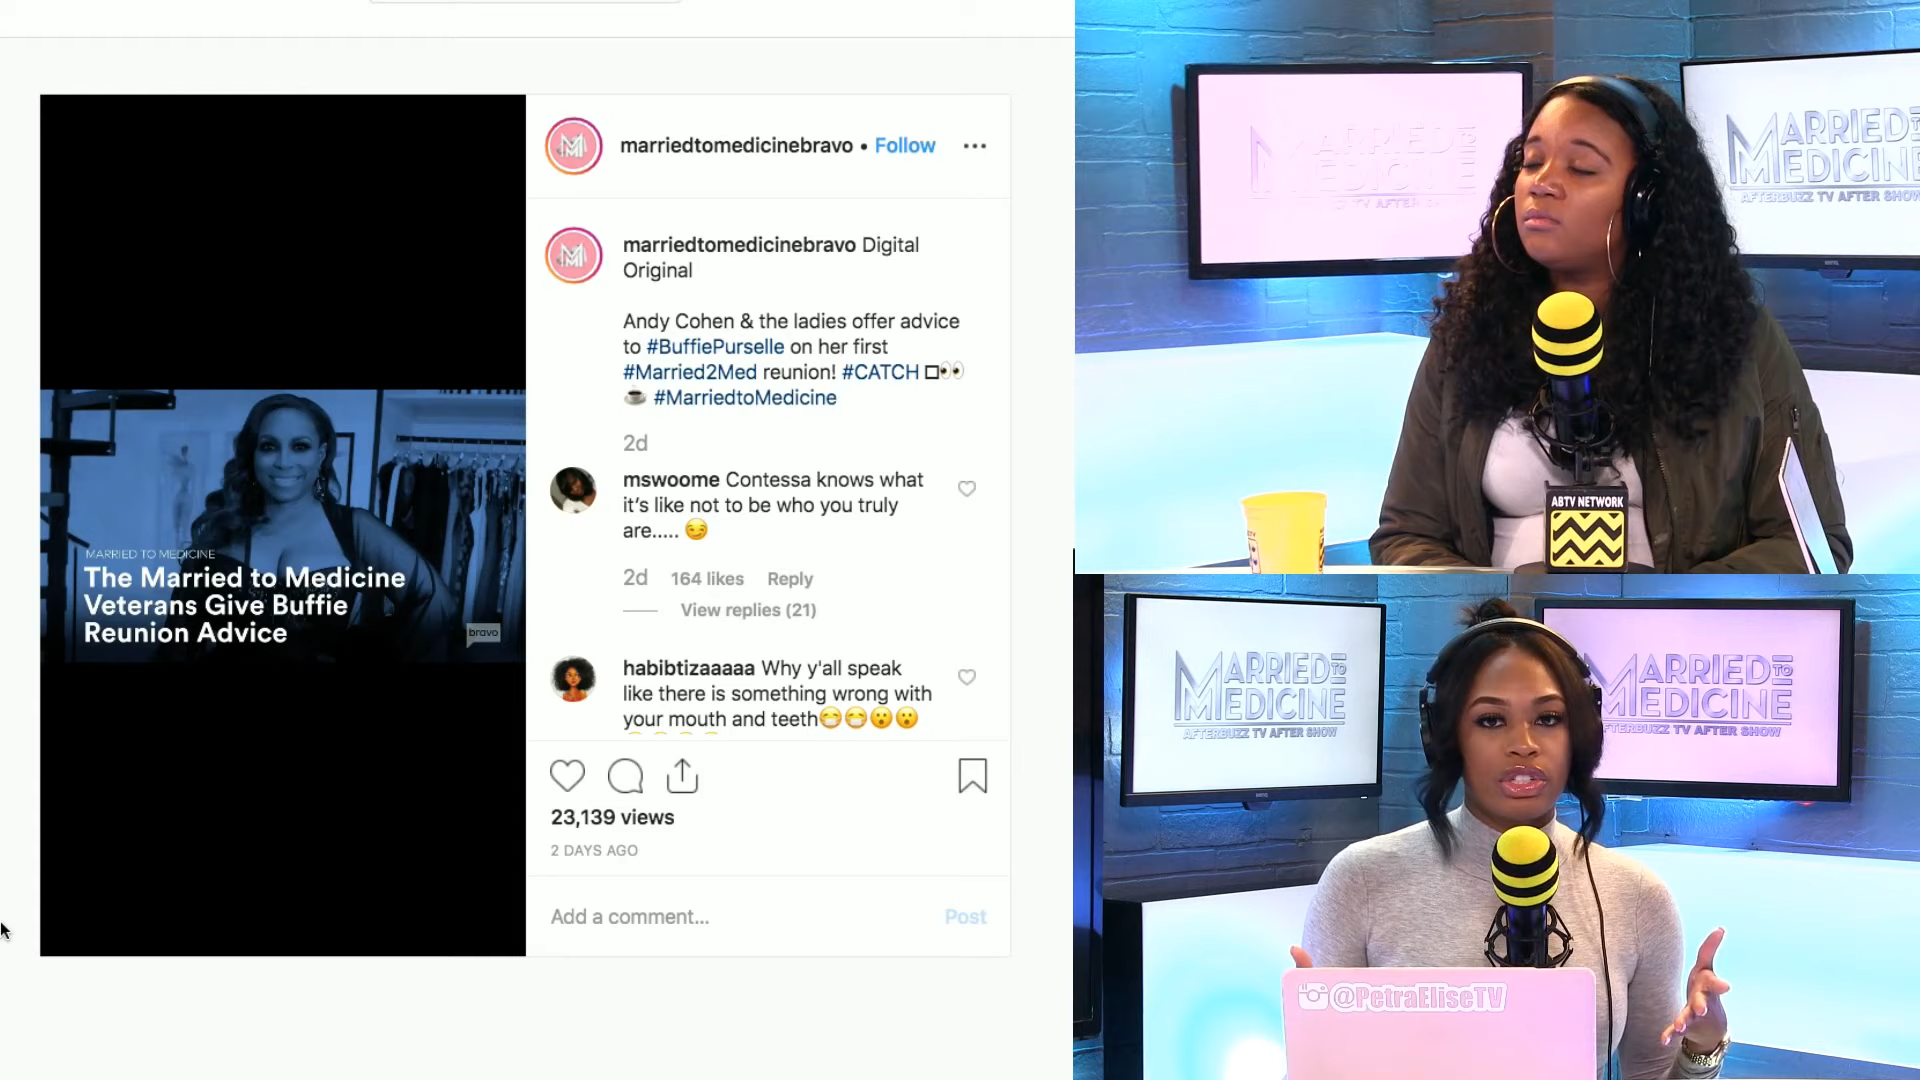 marriedtomedicinebravo • Follow
marriedtomedicinebravo Digital
Original
Andy Cohen & the ladies offer advice
to #BuffiePurselle on her first
#Married2Med reunion! #CATCH 👀
☕ #MarriedtoMedicine
2d
mswoome Contessa knows what
it's like not to be who you truly
are..... 😏
2d 164 likes Reply
View replies (21)
habibtizaaaaa Why y'all speak
like there is something wrong with
your mouth and teeth😷😷😮😮
23,139 views
2 DAYS AGO
Add a comment... Post
MARRIED TO MEDICINE
The Married to Medicine
Veterans Give Buffie
Reunion Advice
bravo
MARRIED TO
MEDICINE
TV AFTER
MARRIED
MEDICINE
AFTERBUZZ TV AFTER SHOW
ABTV NETWORK
MARRIED TO
MEDICINE
AFTERBUZZ TV AFTER SHOW
MARRIED TO
MEDICINE
AFTERBUZZ TV AFTER SHOW
@PetraEliseTV